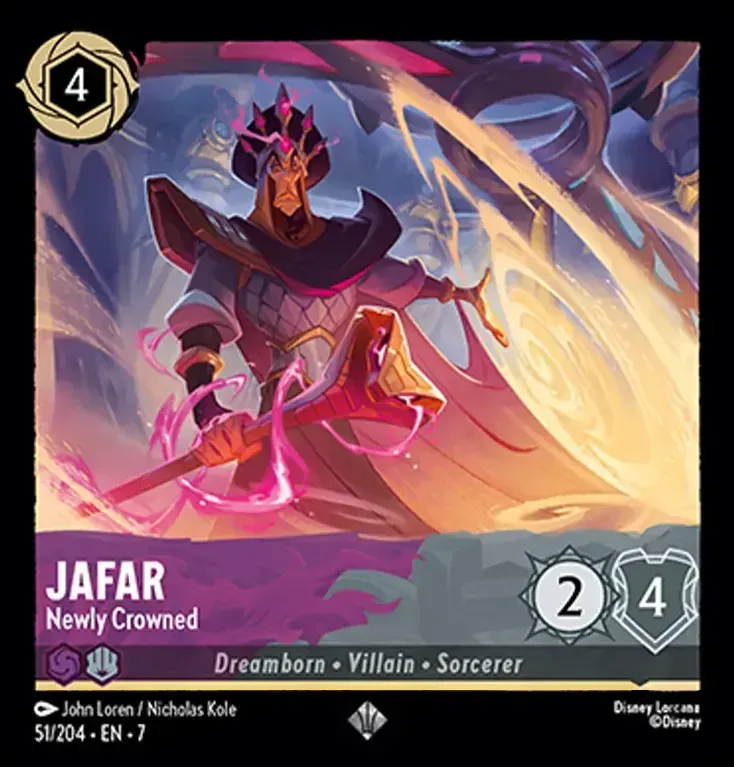 4
JAFAR
Newly Crowned
2
4
Dreamborn • Villain • Sorcerer
John Loren / Nicholas Kole
51/204 • EN • 7
Disney Lorcana
©Disney